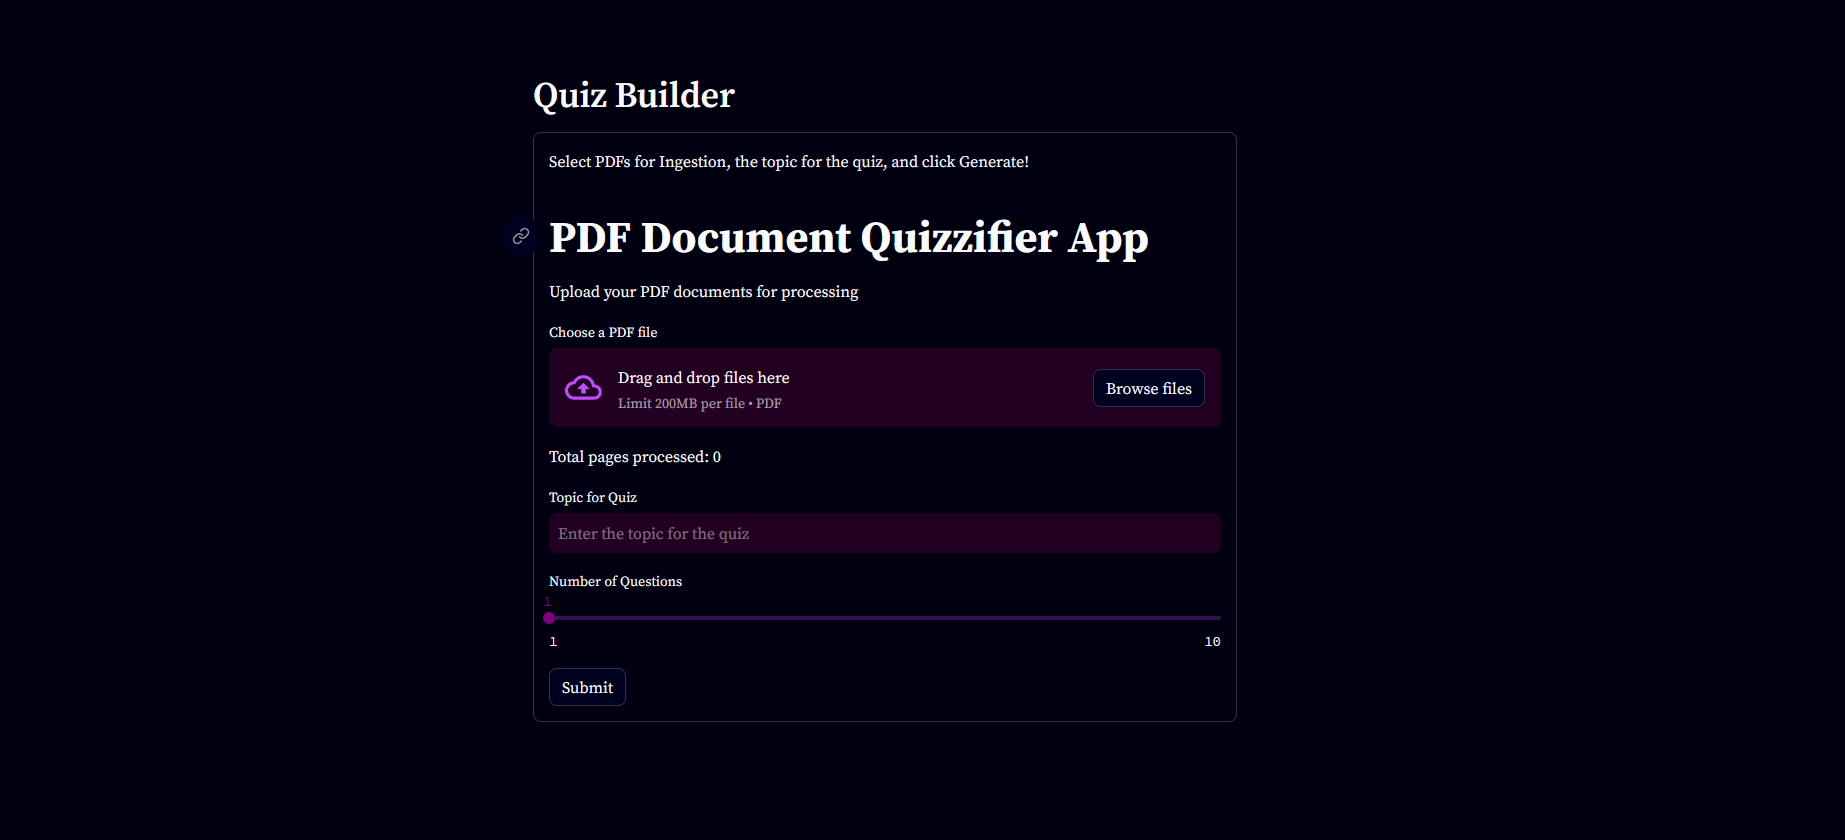 Quiz Builder
Select PDFs for Ingestion, the topic for the quiz, and click Generate!
PDF Document Quizzifier App
Upload your PDF documents for processing
Choose a PDF file
Drag and drop files here
Limit 200MB per file • PDF
Browse files
Total pages processed: 0
Topic for Quiz
Enter the topic for the quiz
Number of Questions
1
1
10
Submit